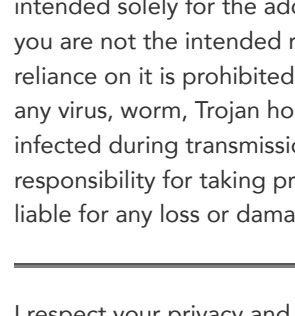 intended solely for the add
you are not the intended r
reliance on it is prohibited
any virus, worm, Trojan ho
infected during transmissio
responsibility for taking pr
liable for any loss or dama
I respect your privacy and